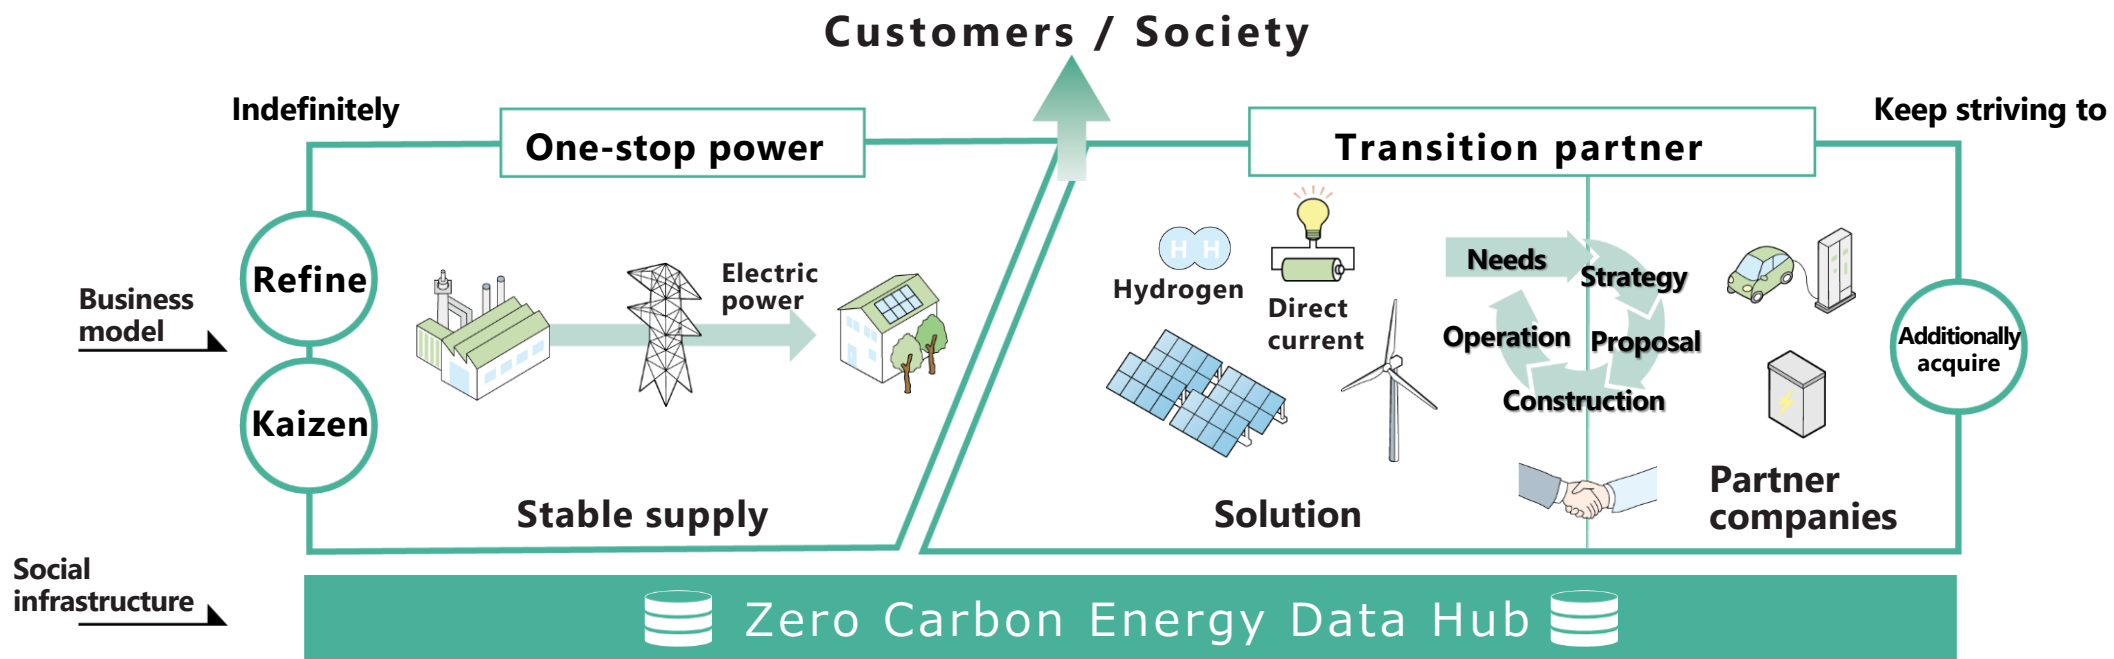 Customers / Society
Indefinitely
One-stop power
Transition partner
Keep striving to
Refine
Kaizen
Business
model
Electric
power
Stable supply
H H
Hydrogen
Direct
current
Solution
Needs
Strategy
Proposal
Construction
Operation
Partner
companies
Additionally
acquire
Social
infrastructure
Zero Carbon Energy Data Hub